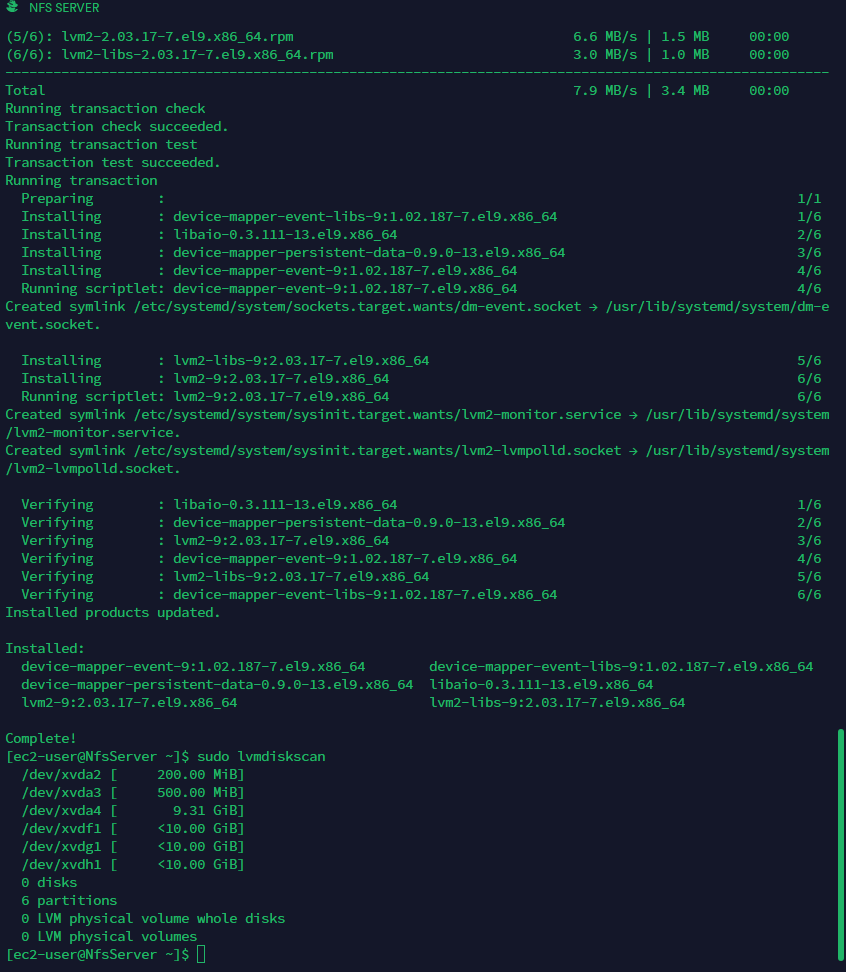 NFS SERVER
(5/6): lvm2-2.03.17-7.el9.x86_64.rpm 6.6 MB/s | 1.5 MB 00:00
(6/6): lvm2-libs-2.03.17-7.el9.x86_64.rpm 3.0 MB/s | 1.0 MB 00:00
--------------------------------------------------------------------------------
Total 7.9 MB/s | 3.4 MB 00:00
Running transaction check
Transaction check succeeded.
Running transaction test
Transaction test succeeded.
Running transaction
Preparing : 1/1
Installing : device-mapper-event-libs-9:1.02.187-7.el9.x86_64 1/6
Installing : libaio-0.3.111-13.el9.x86_64 2/6
Installing : device-mapper-persistent-data-0.9.0-13.el9.x86_64 3/6
Installing : device-mapper-event-9:1.02.187-7.el9.x86_64 4/6
Running scriptlet: device-mapper-event-9:1.02.187-7.el9.x86_64 4/6
Created symlink /etc/systemd/system/sockets.target.wants/dm-event.socket → /usr/lib/systemd/system/dm-e
vent.socket.
Installing : lvm2-libs-9:2.03.17-7.el9.x86_64 5/6
Installing : lvm2-9:2.03.17-7.el9.x86_64 6/6
Running scriptlet: lvm2-9:2.03.17-7.el9.x86_64 6/6
Created symlink /etc/systemd/system/sysinit.target.wants/lvm2-monitor.service → /usr/lib/systemd/system
/lvm2-monitor.service.
Created symlink /etc/systemd/system/sysinit.target.wants/lvm2-lvmpolld.socket → /usr/lib/systemd/system
/lvm2-lvmpolld.socket.
Verifying : libaio-0.3.111-13.el9.x86_64 1/6
Verifying : device-mapper-persistent-data-0.9.0-13.el9.x86_64 2/6
Verifying : lvm2-9:2.03.17-7.el9.x86_64 3/6
Verifying : device-mapper-event-9:1.02.187-7.el9.x86_64 4/6
Verifying : lvm2-libs-9:2.03.17-7.el9.x86_64 5/6
Verifying : device-mapper-event-libs-9:1.02.187-7.el9.x86_64 6/6
Installed products updated.
Installed:
device-mapper-event-9:1.02.187-7.el9.x86_64 device-mapper-event-libs-9:1.02.187-7.el9.x86_64
device-mapper-persistent-data-0.9.0-13.el9.x86_64 libaio-0.3.111-13.el9.x86_64
lvm2-9:2.03.17-7.el9.x86_64 lvm2-libs-9:2.03.17-7.el9.x86_64
Complete!
[ec2-user@NfsServer ~]$ sudo lvmdiskscan
/dev/xvda2 [ 200.00 MiB]
/dev/xvda3 [ 500.00 MiB]
/dev/xvda4 [ 9.31 GiB]
/dev/xvdf1 [ <10.00 GiB]
/dev/xvdg1 [ <10.00 GiB]
/dev/xvdh1 [ <10.00 GiB]
0 disks
6 partitions
0 LVM physical volume whole disks
0 LVM physical volumes
[ec2-user@NfsServer ~]$